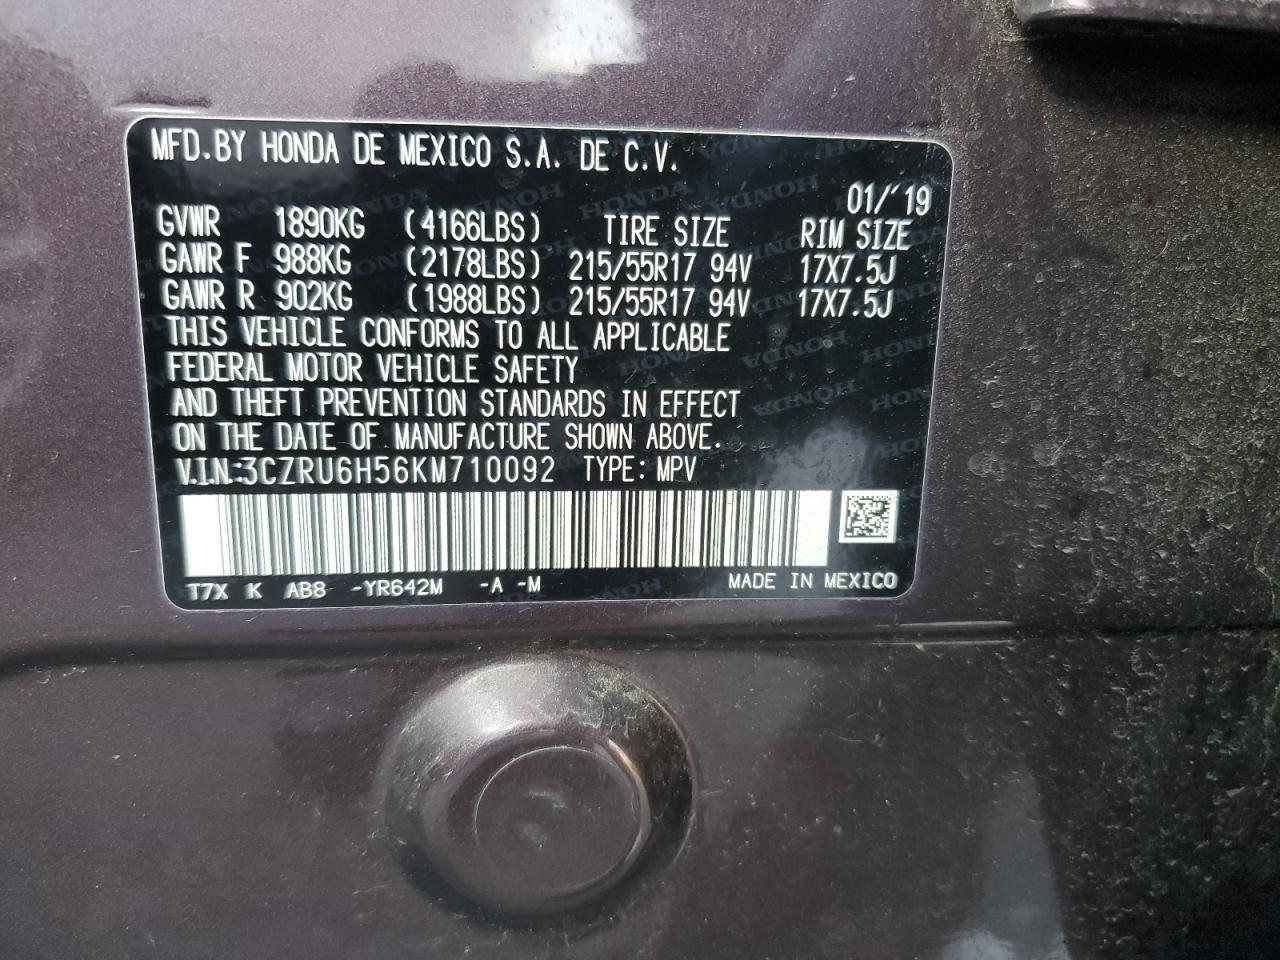 MFD.BY HONDA DE MEXICO S.A. DE C.V.
01/'19
GVWR 1890KG (4166LBS) TIRE SIZE RIM SIZE
GAWR F 988KG (2178LBS) 215/55R17 94V 17X7.5J
GAWR R 902KG (1988LBS) 215/55R17 94V 17X7.5J
THIS VEHICLE CONFORMS TO ALL APPLICABLE
FEDERAL MOTOR VEHICLE SAFETY
AND THEFT PREVENTION STANDARDS IN EFFECT
ON THE DATE OF MANUFACTURE SHOWN ABOVE.
V.I.N:3CZRU6H56KM710092 TYPE: MPV
T7X K AB8 -YR642M -A -M MADE IN MEXICO